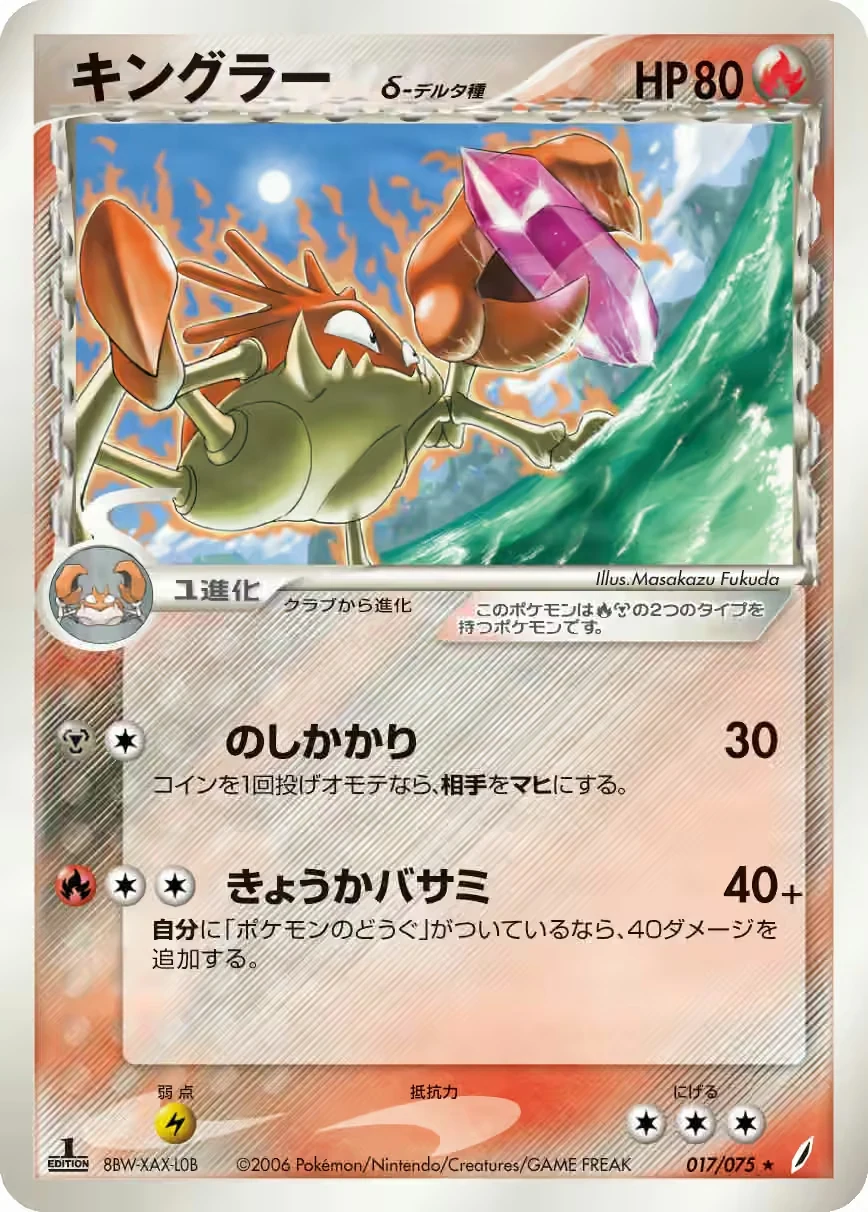 キングラー δ-デルタ種 HP80
Illus. Masakazu Fukuda
1進化 クラブから進化
このポケモンはの2つのタイプを
持つポケモンです。
のしかかり 30
コインを1回投げオモテなら、相手をマヒにする。
きょうかバサミ 40+
自分に「ポケモンのどうぐ」がついているなら、40ダメージを
追加する。
弱点 抵抗力 にげる
1 EDITION 8BW-XAX-L0B ©2006 Pokémon/Nintendo/Creatures/GAME FREAK 017/075 ★